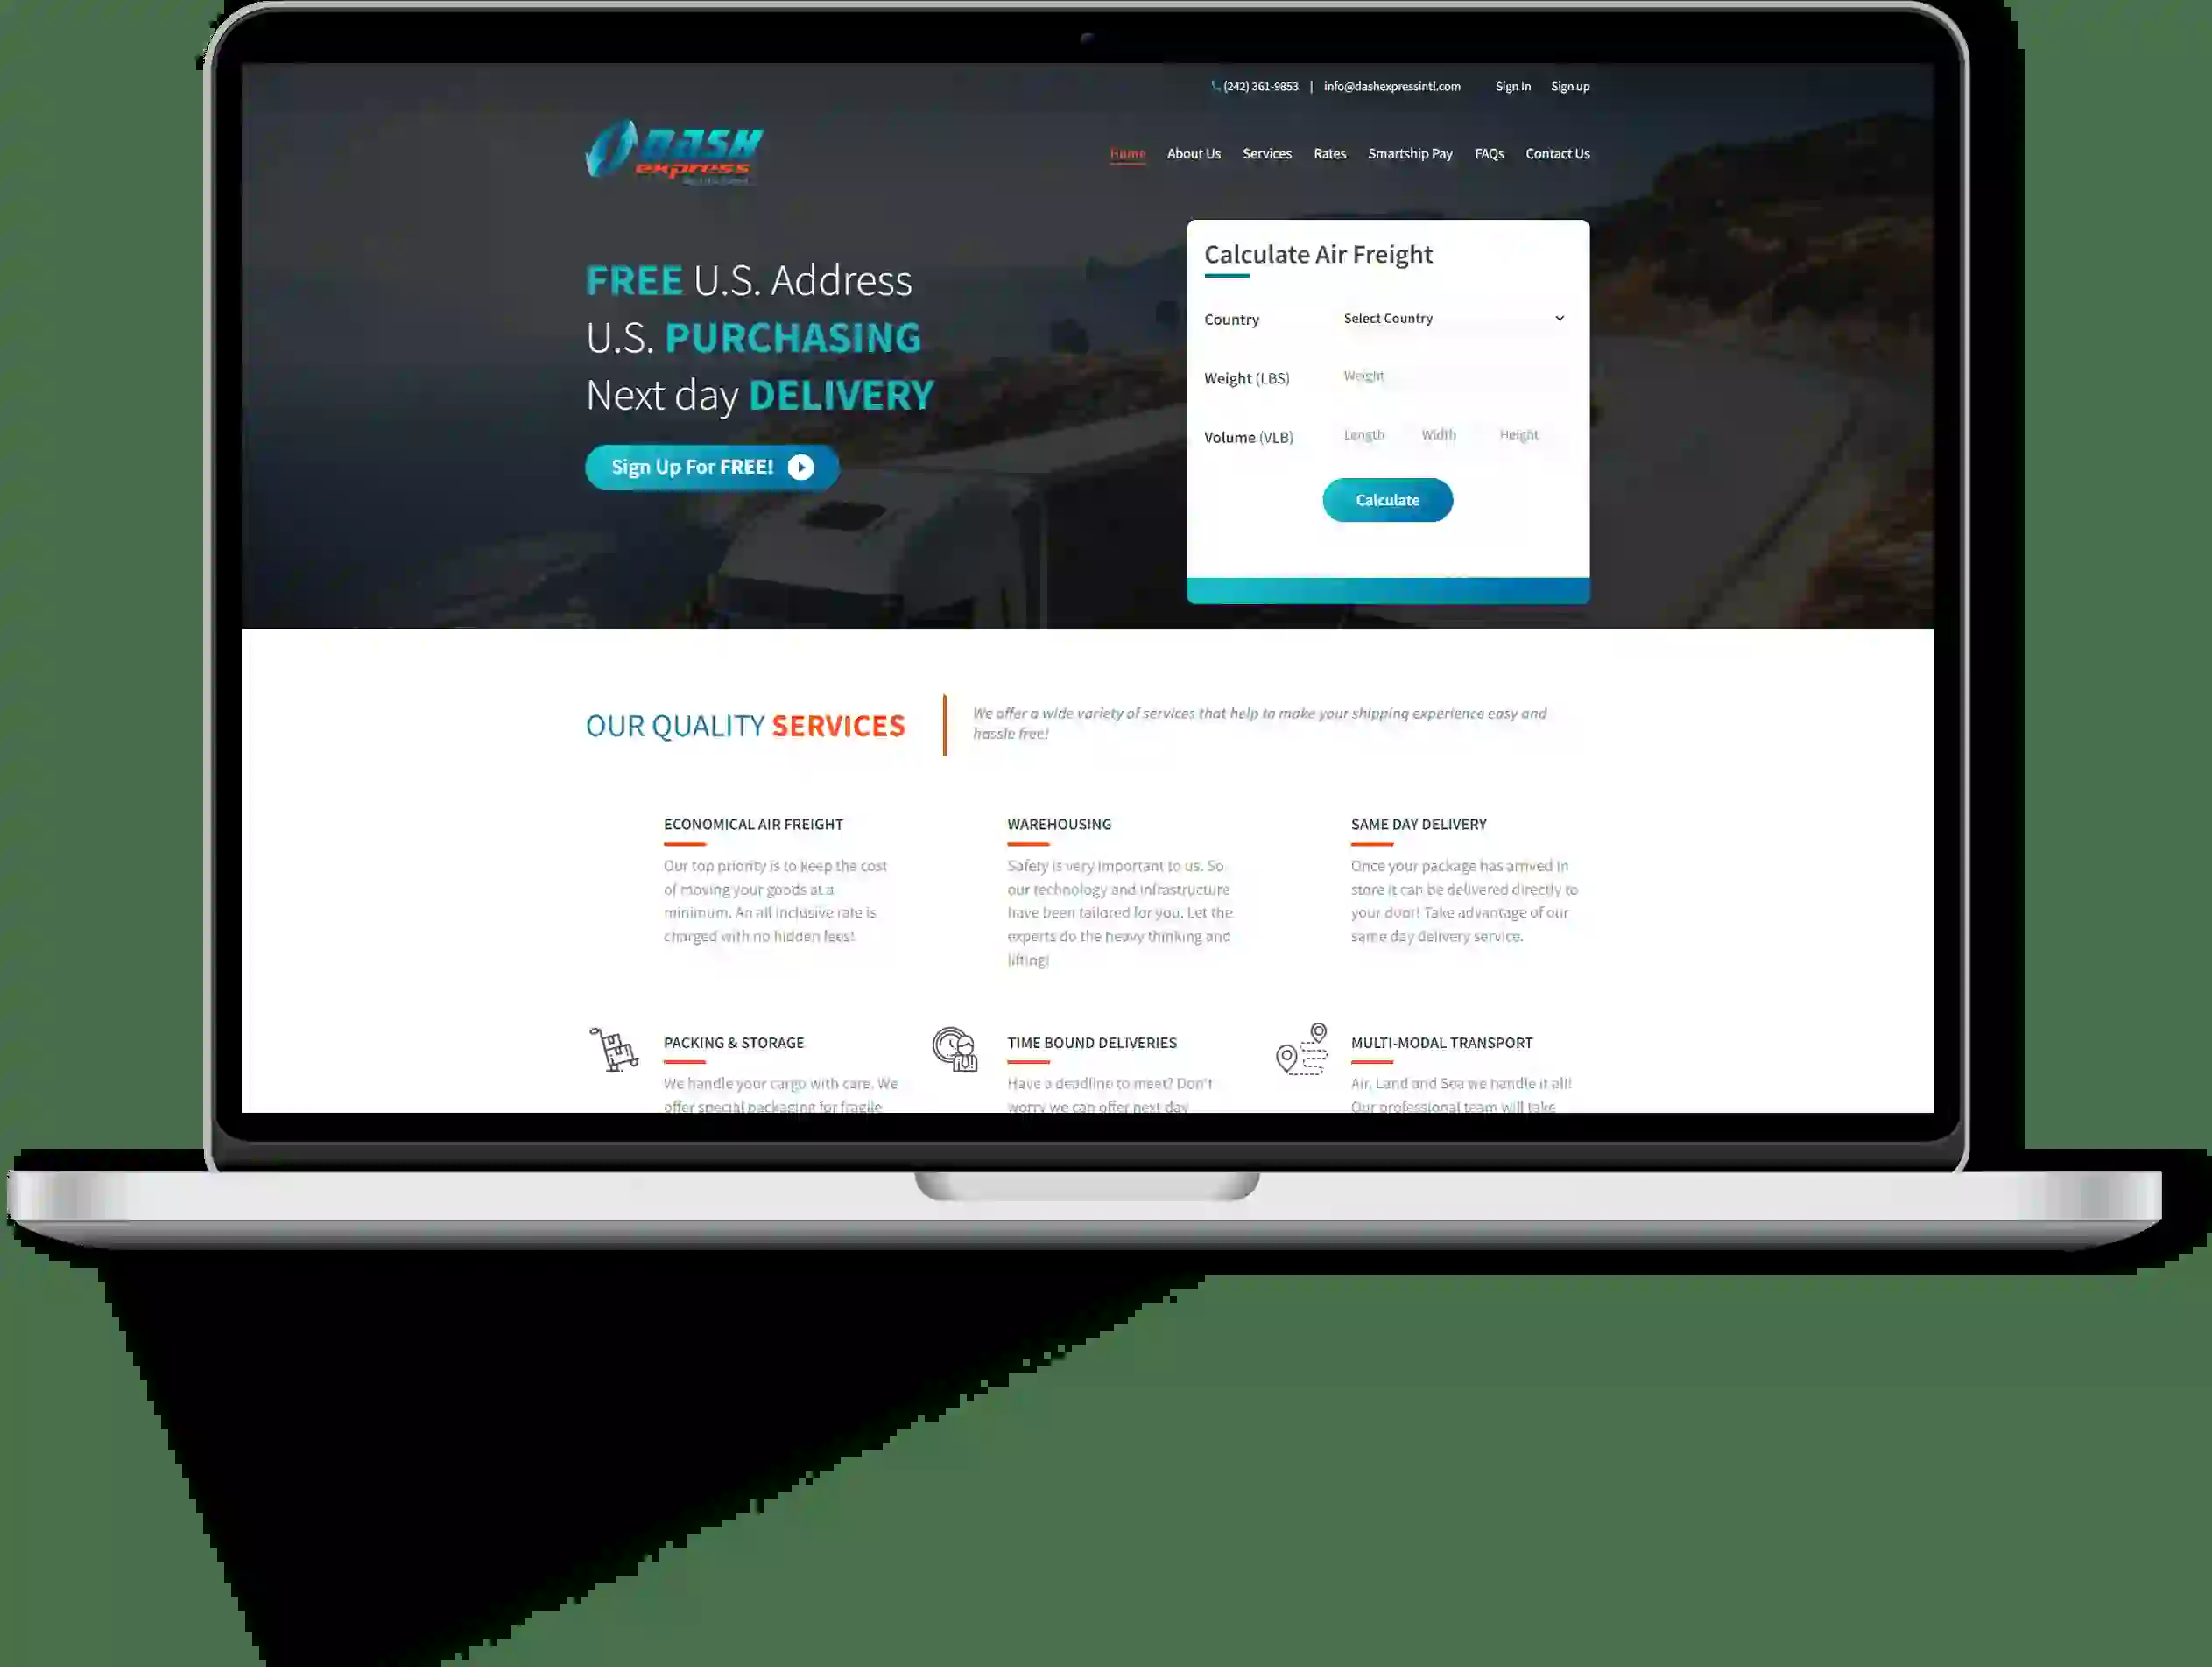 (242) 361-9853 | info@dashexpressintl.com Sign In Sign up
DASH
express
Home About Us Services Rates Smartship Pay FAQs Contact Us
FREE U.S. Address
U.S. PURCHASING
Next day DELIVERY
Sign Up For FREE!
Calculate Air Freight
Country Select Country
Weight (LBS) Weight
Volume (VLB) Length Width Height
Calculate
OUR QUALITY SERVICES
We offer a wide variety of services that help to make your shipping experience easy and
hassle free!
ECONOMICAL AIR FREIGHT
Our top priority is to keep the cost
of moving your goods at a
minimum. An all inclusive rate is
charged with no hidden fees!
WAREHOUSING
Safety is very important to us. So
our technology and infrastructure
have been tailored for you. Let the
experts do the heavy thinking and
lifting!
SAME DAY DELIVERY
Once your package has arrived in
store it can be delivered directly to
your door! Take advantage of our
same day delivery service.
PACKING & STORAGE
We handle your cargo with care. We
offer special packaging for fragile
TIME BOUND DELIVERIES
Have a deadline to meet? Don't
worry we can offer next day
MULTI-MODAL TRANSPORT
Air, Land and Sea we handle it all!
Our professional team will take